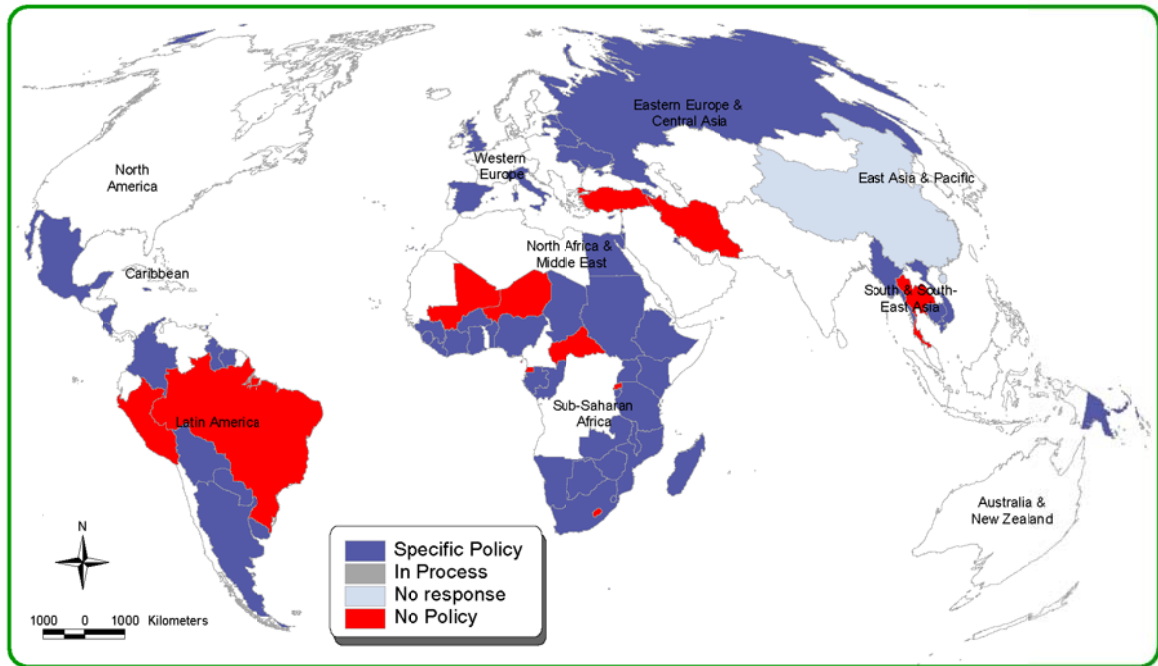 Eastern Europe &
Central Asia
North
America
Western
Europe
East Asia & Pacific
North Africa &
Middle East
Caribbean
South & South-
East Asia
Sub-Saharan
Africa
Latin America
Australia &
New Zealand
N
Specific Policy
In Process
No response
No Policy
1000 0 1000 Kilometers